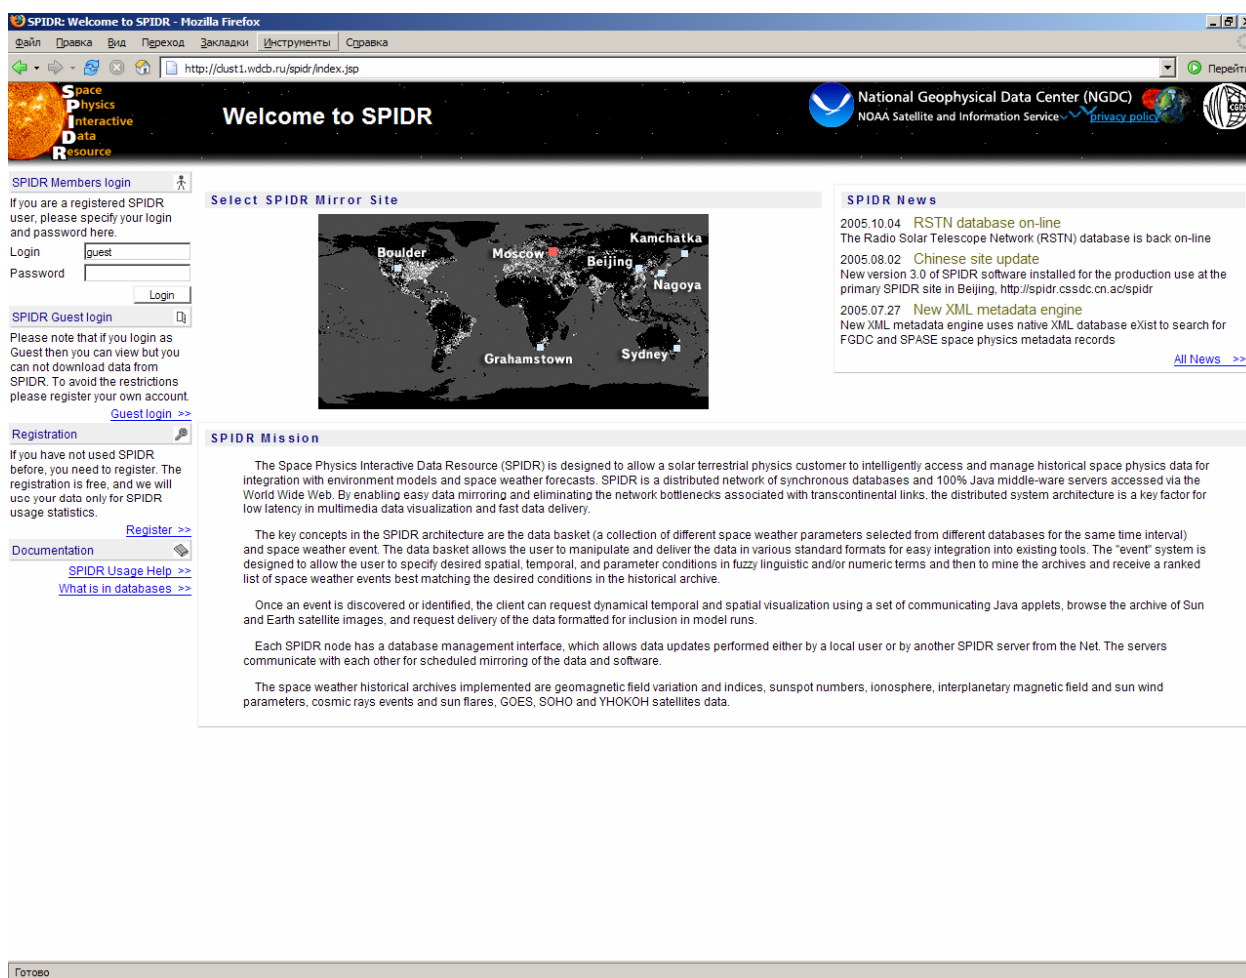 SPIDR: Welcome to SPIDR - Mozilla Firefox
Файл Правка Вид Переход Закладки Инструменты Справка
http://clust1.wdcb.ru/spidr/index.jsp
Перейти
Space
Physics
Interactive
Data
Resource
Welcome to SPIDR
National Geophysical Data Center (NGDC)
NOAA Satellite and Information Service
privacy policy
SPIDR Members login
If you are a registered SPIDR
user, please specify your login
and password here.
Login guest
Password
Login
SPIDR Guest login
Please note that if you login as
Guest then you can view but you
can not download data from
SPIDR. To avoid the restrictions
please register your own account.
Guest login >>
Registration
If you have not used SPIDR
before, you need to register. The
registration is free, and we will
use your data only for SPIDR
usage statistics.
Register >>
Documentation
SPIDR Usage Help >>
What is in databases >>
Select SPIDR Mirror Site
Boulder
Moscow
Kamchatka
Beijing
Nagoya
Grahamstown
Sydney
SPIDR News
2005.10.04 RSTN database on-line
The Radio Solar Telescope Network (RSTN) database is back on-line
2005.08.02 Chinese site update
New version 3.0 of SPIDR software installed for the production use at the
primary SPIDR site in Beijing, http://spidr.cssdc.cn.ac/spidr
2005.07.27 New XML metadata engine
New XML metadata engine uses native XML database eXist to search for
FGDC and SPASE space physics metadata records
All News >>
SPIDR Mission
The Space Physics Interactive Data Resource (SPIDR) is designed to allow a solar terrestrial physics customer to intelligently access and manage historical space physics data for
integration with environment models and space weather forecasts. SPIDR is a distributed network of synchronous databases and 100% Java middle-ware servers accessed via the
World Wide Web. By enabling easy data mirroring and eliminating the network bottlenecks associated with transcontinental links, the distributed system architecture is a key factor for
low latency in multimedia data visualization and fast data delivery.
The key concepts in the SPIDR architecture are the data basket (a collection of different space weather parameters selected from different databases for the same time interval)
and space weather event. The data basket allows the user to manipulate and deliver the data in various standard formats for easy integration into existing tools. The "event" system is
designed to allow the user to specify desired spatial, temporal, and parameter conditions in fuzzy linguistic and/or numeric terms and then to mine the archives and receive a ranked
list of space weather events best matching the desired conditions in the historical archive.
Once an event is discovered or identified, the client can request dynamical temporal and spatial visualization using a set of communicating Java applets, browse the archive of Sun
and Earth satellite images, and request delivery of the data formatted for inclusion in model runs.
Each SPIDR node has a database management interface, which allows data updates performed either by a local user or by another SPIDR server from the Net. The servers
communicate with each other for scheduled mirroring of the data and software.
The space weather historical archives implemented are geomagnetic field variation and indices, sunspot numbers, ionosphere, interplanetary magnetic field and sun wind
parameters, cosmic rays events and sun flares, GOES, SOHO and YHOKOH satellites data.
Готово